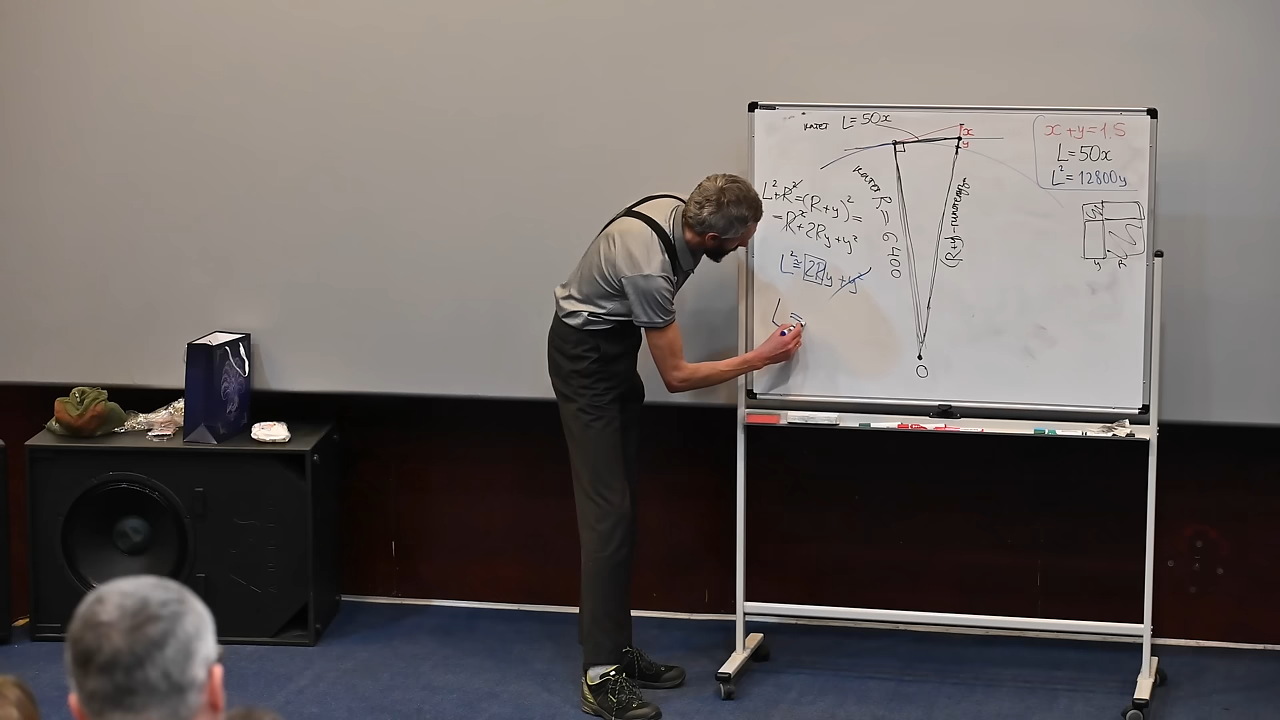 катет L=50x
x
y
x+y=1.5
L=50x
L²=12800y
L²+R²=(R+y)²=
=R²+2Ry+y²
L²≈2Ry+y²
L=
катет R=6400
(R+y)-гипотенуза
O
y